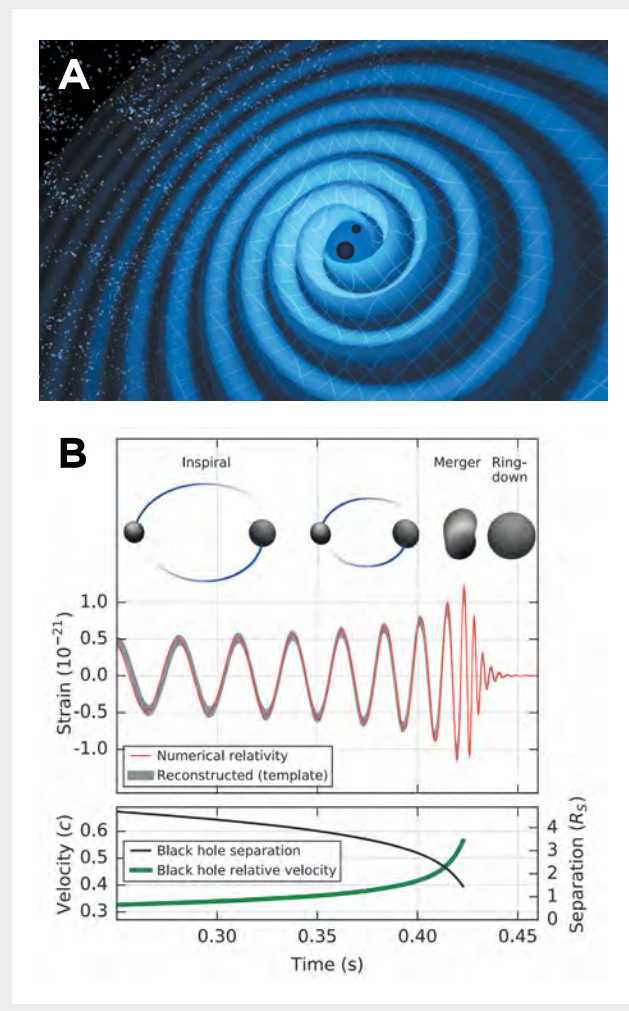 A
B
Inspiral
Merger
Ring-
down
Strain (10⁻²¹)
1.0
0.5
0.0
-0.5
-1.0
Numerical relativity
Reconstructed (template)
Velocity (c)
0.6
0.5
0.4
0.3
Black hole separation
Black hole relative velocity
4
3
2
1
0
Separation (R_S)
0.30
0.35
0.40
0.45
Time (s)